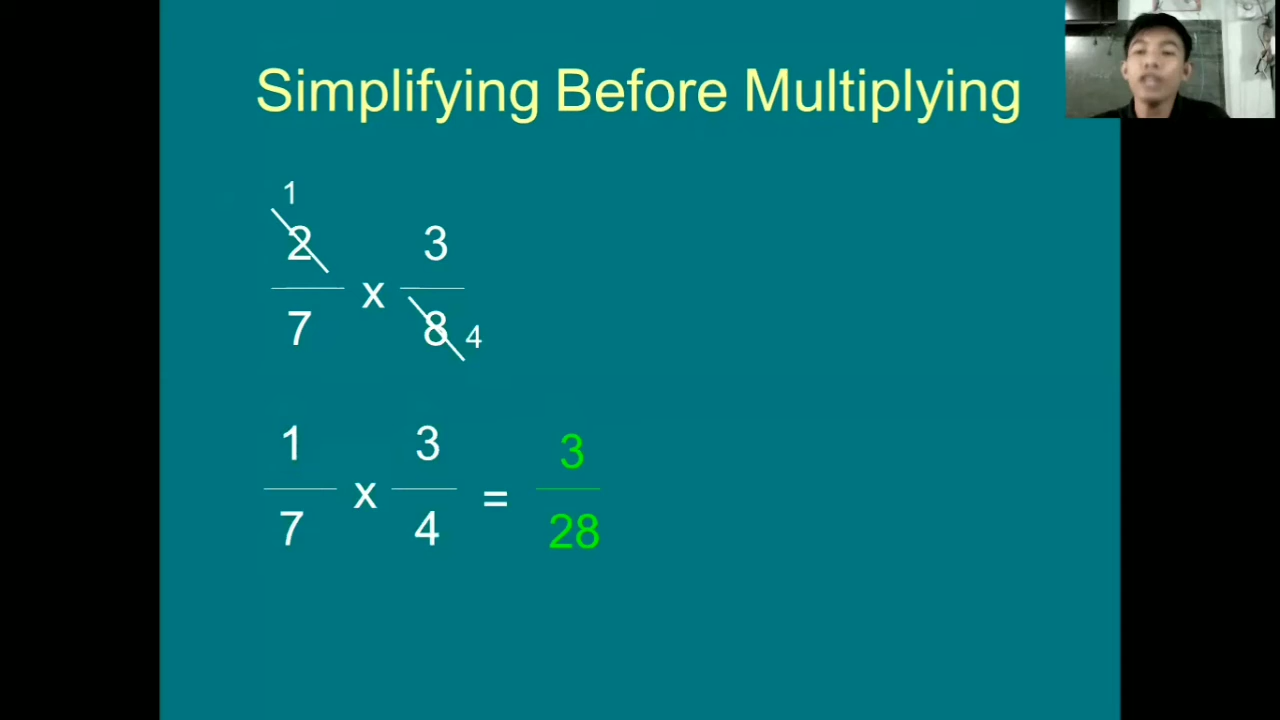 Simplifying Before Multiplying
1
2 3
x
7 8 4
1 3 3
x =
7 4 28